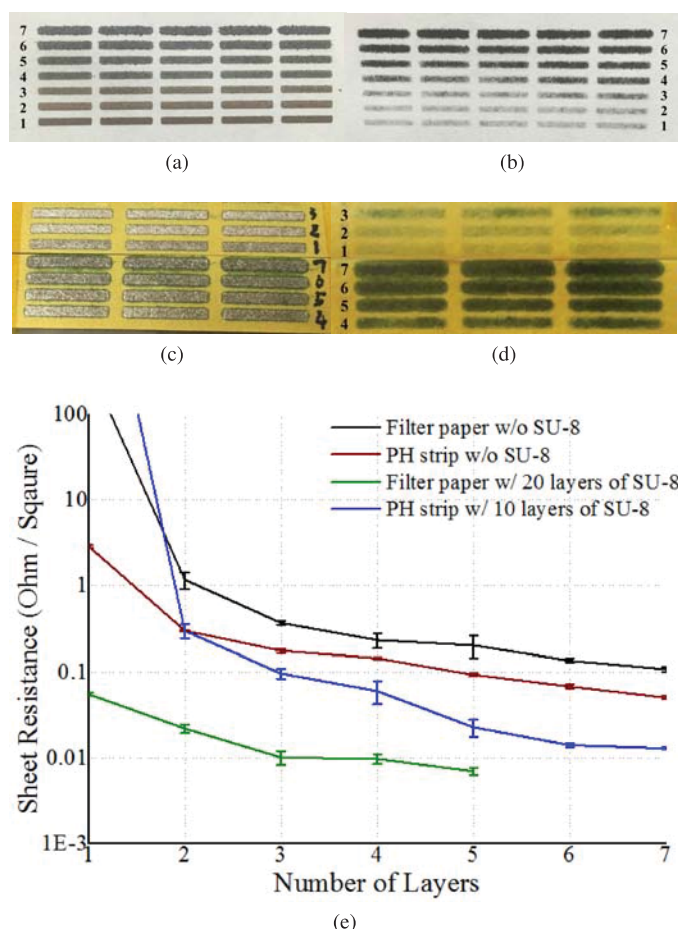 7
6
5
4
3
2
1
(a)
7
6
5
4
3
2
1
(b)
3
2
1
7
6
5
4
(c)
3
2
1
7
6
5
4
(d)
Sheet Resistance (Ohm / Sqaure)
100
10
1
0.1
0.01
1E-3
Filter paper w/o SU-8
PH strip w/o SU-8
Filter paper w/ 20 layers of SU-8
PH strip w/ 10 layers of SU-8
1 2 3 4 5 6 7
Number of Layers
(e)